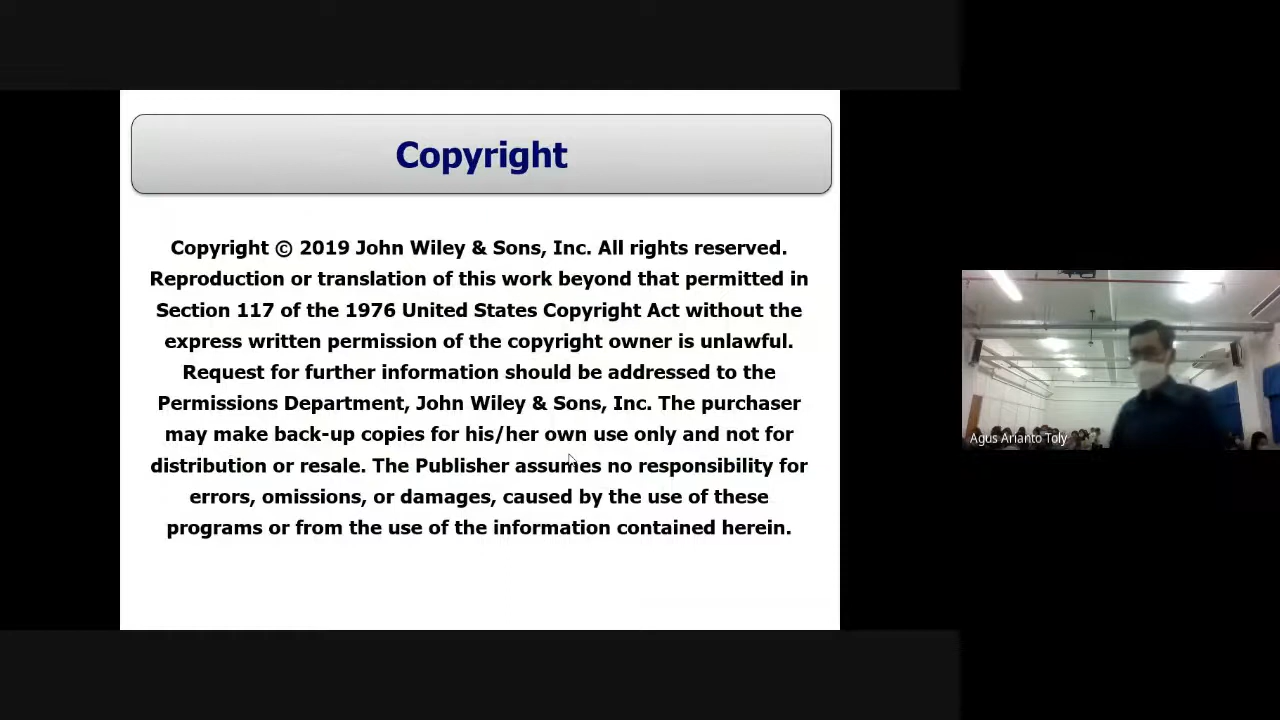 Copyright
Copyright © 2019 John Wiley & Sons, Inc. All rights reserved.
Reproduction or translation of this work beyond that permitted in
Section 117 of the 1976 United States Copyright Act without the
express written permission of the copyright owner is unlawful.
Request for further information should be addressed to the
Permissions Department, John Wiley & Sons, Inc. The purchaser
may make back-up copies for his/her own use only and not for
distribution or resale. The Publisher assumes no responsibility for
errors, omissions, or damages, caused by the use of these
programs or from the use of the information contained herein.
Agus Arianto Toly